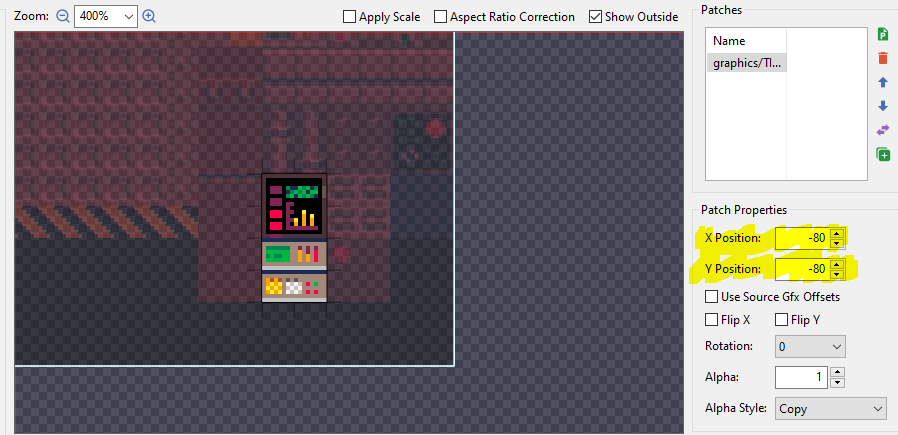 Zoom: 400% Apply Scale Aspect Ratio Correction Show Outside
Patches
Name
graphics/TI...
Patch Properties
X Position: -80
Y Position: -80
Use Source Gfx Offsets
Flip X Flip Y
Rotation: 0
Alpha: 1
Alpha Style: Copy